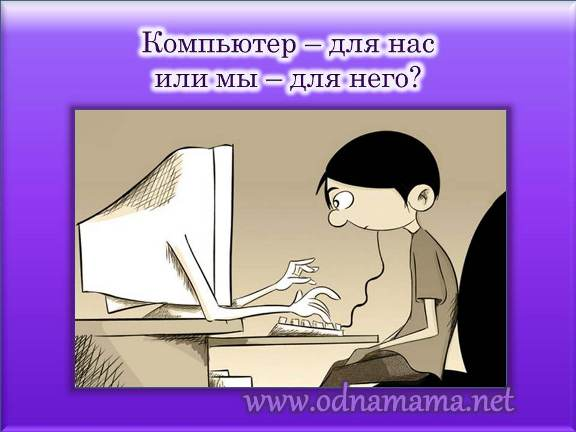 Компьютер – для нас
или мы – для него?
www.odnamama.net